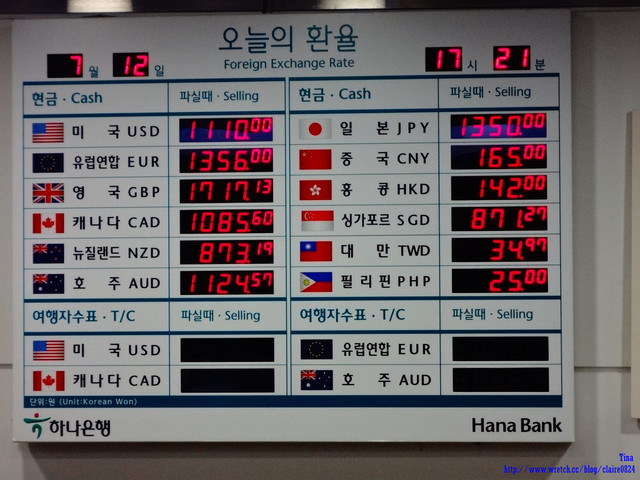 오늘의 환율
Foreign Exchange Rate
7 월 12 일
17 시 21 분
현금 · Cash 파실때 · Selling
미 국 USD 1110.00
유럽연합 EUR 1356.00
영 국 GBP 1717.13
캐나다 CAD 1085.60
뉴질랜드 NZD 873.19
호 주 AUD 1124.57
여행자수표 · T/C 파실때 · Selling
미 국 USD
캐나다 CAD
현금 · Cash 파실때 · Selling
일 본 JPY 1350.00
중 국 CNY 165.00
홍 콩 HKD 142.00
싱가포르 SGD 871.27
대 만 TWD 34.97
필리핀 PHP 25.00
여행자수표 · T/C 파실때 · Selling
유럽연합 EUR
호 주 AUD
단위:원 (Unit:Korean Won)
하나은행
Hana Bank
Tina
http://www.wretch.cc/blog/claire0824